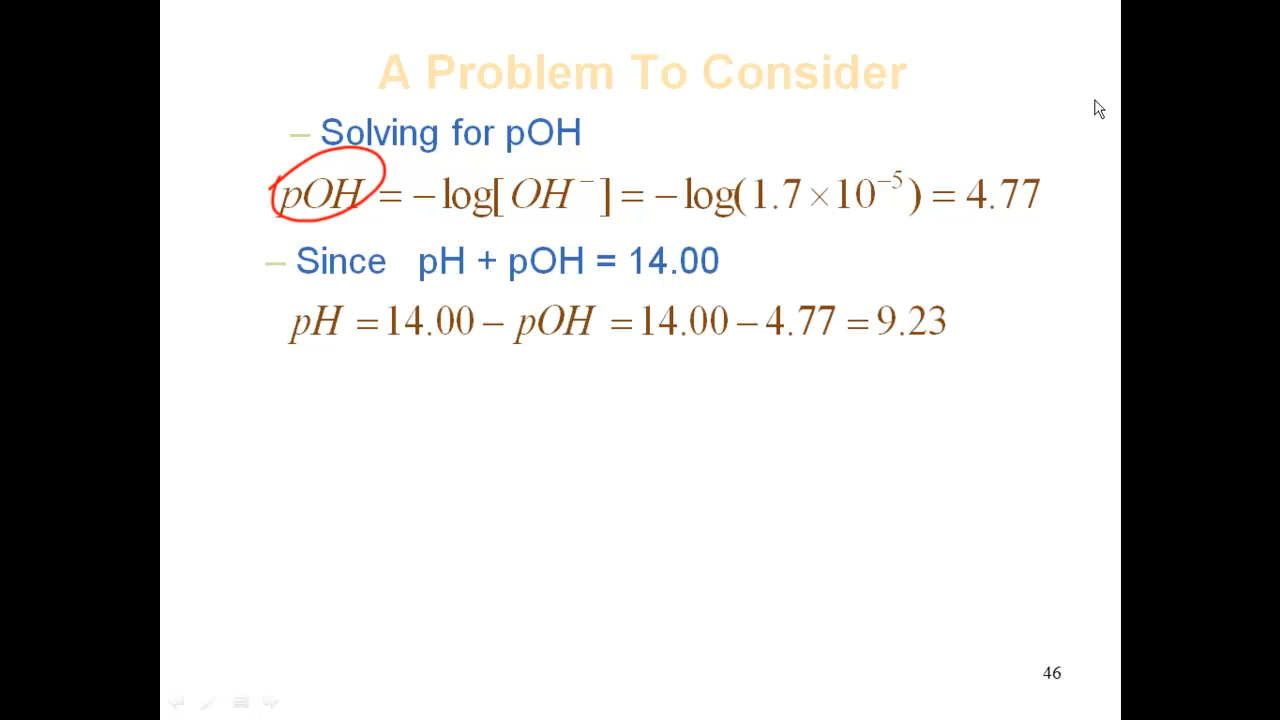 A Problem To Consider
– Solving for pOH
pOH = −log[OH⁻] = −log(1.7×10⁻⁵) = 4.77
– Since pH + pOH = 14.00
pH = 14.00 − pOH = 14.00 − 4.77 = 9.23
46